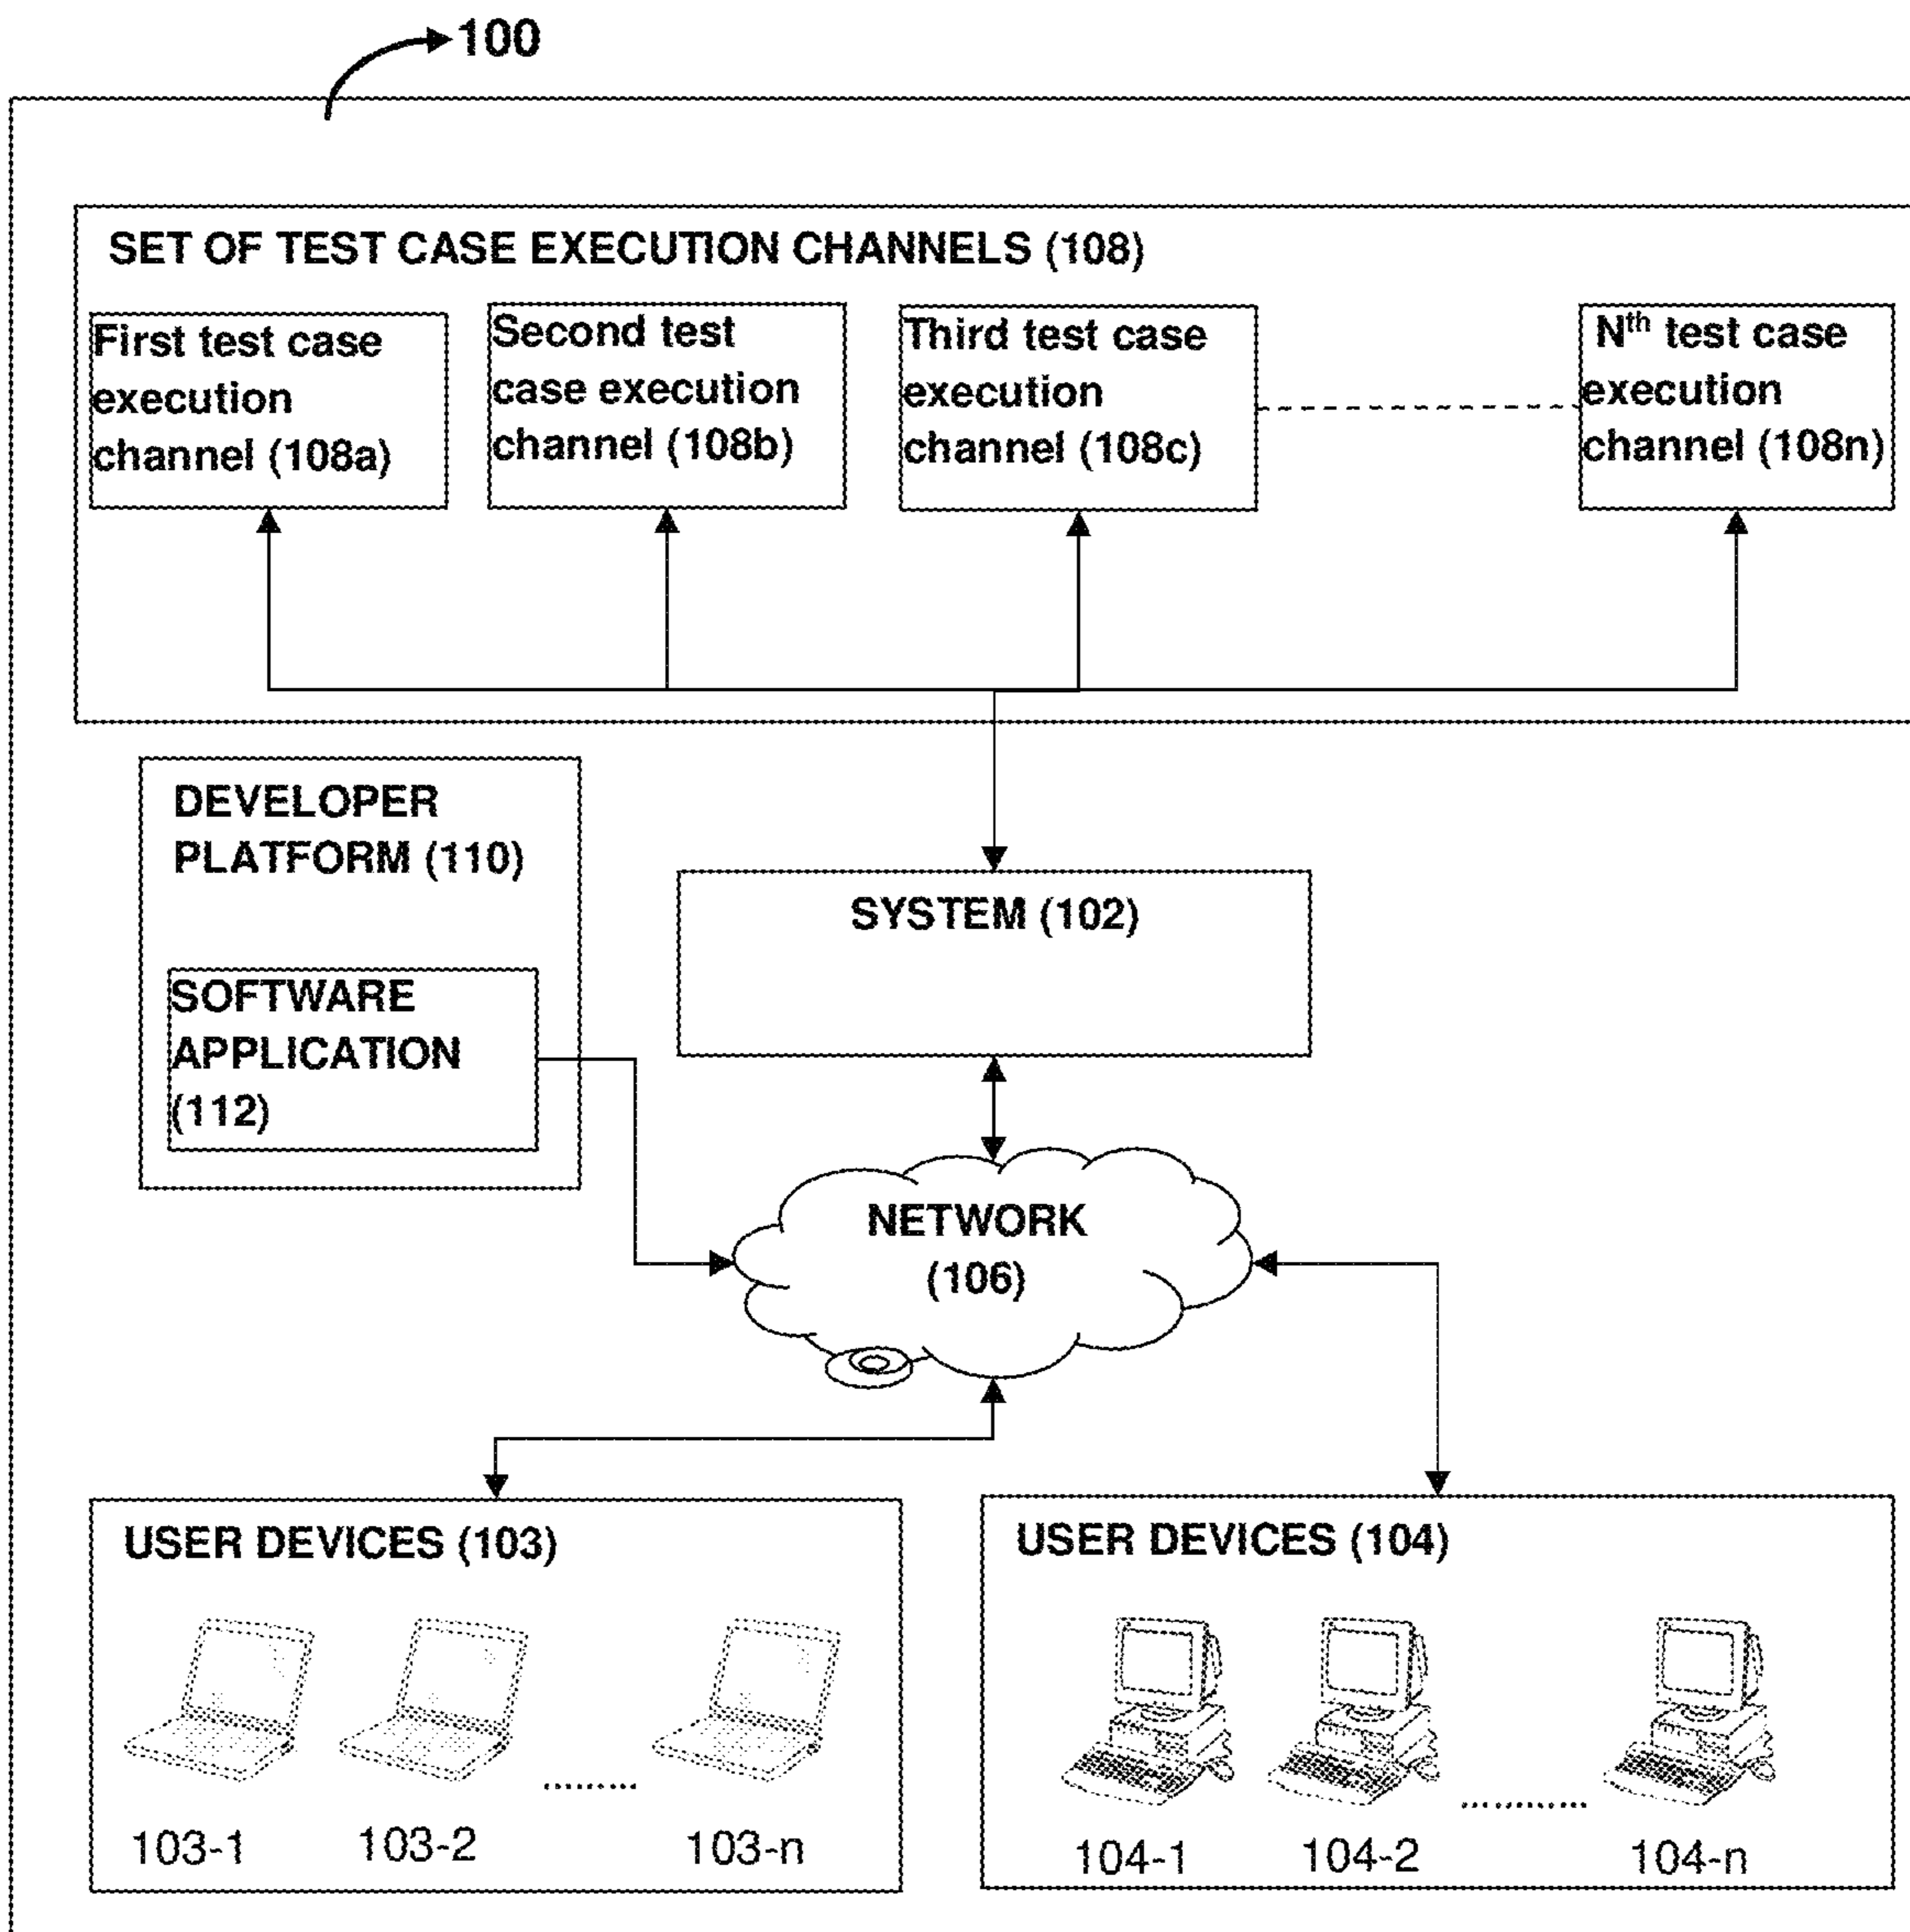 100
SET OF TEST CASE EXECUTION CHANNELS (108)
First test case
execution
channel (108a)
Second test
case execution
channel (108b)
Third test case
execution
channel (108c)
Nth test case
execution
channel (108n)
DEVELOPER
PLATFORM (110)
SOFTWARE
APPLICATION
(112)
SYSTEM (102)
NETWORK
(106)
USER DEVICES (103)
103-1
103-2
103-n
USER DEVICES (104)
104-1
104-2
104-n